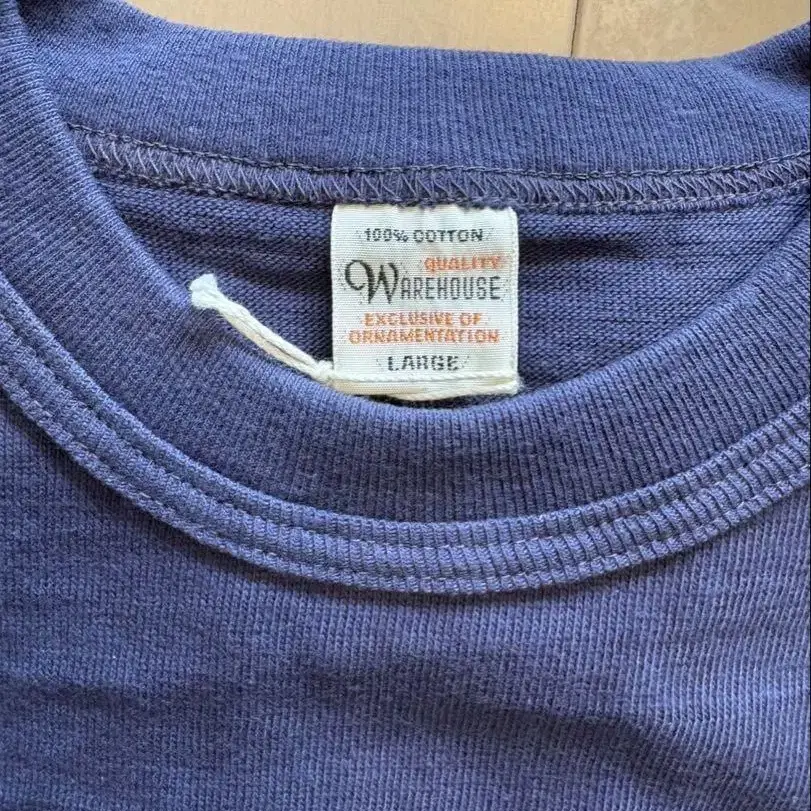 100% COTTON
QUALITY
WAREHOUSE
EXCLUSIVE OF
ORNAMENTATION
LARGE